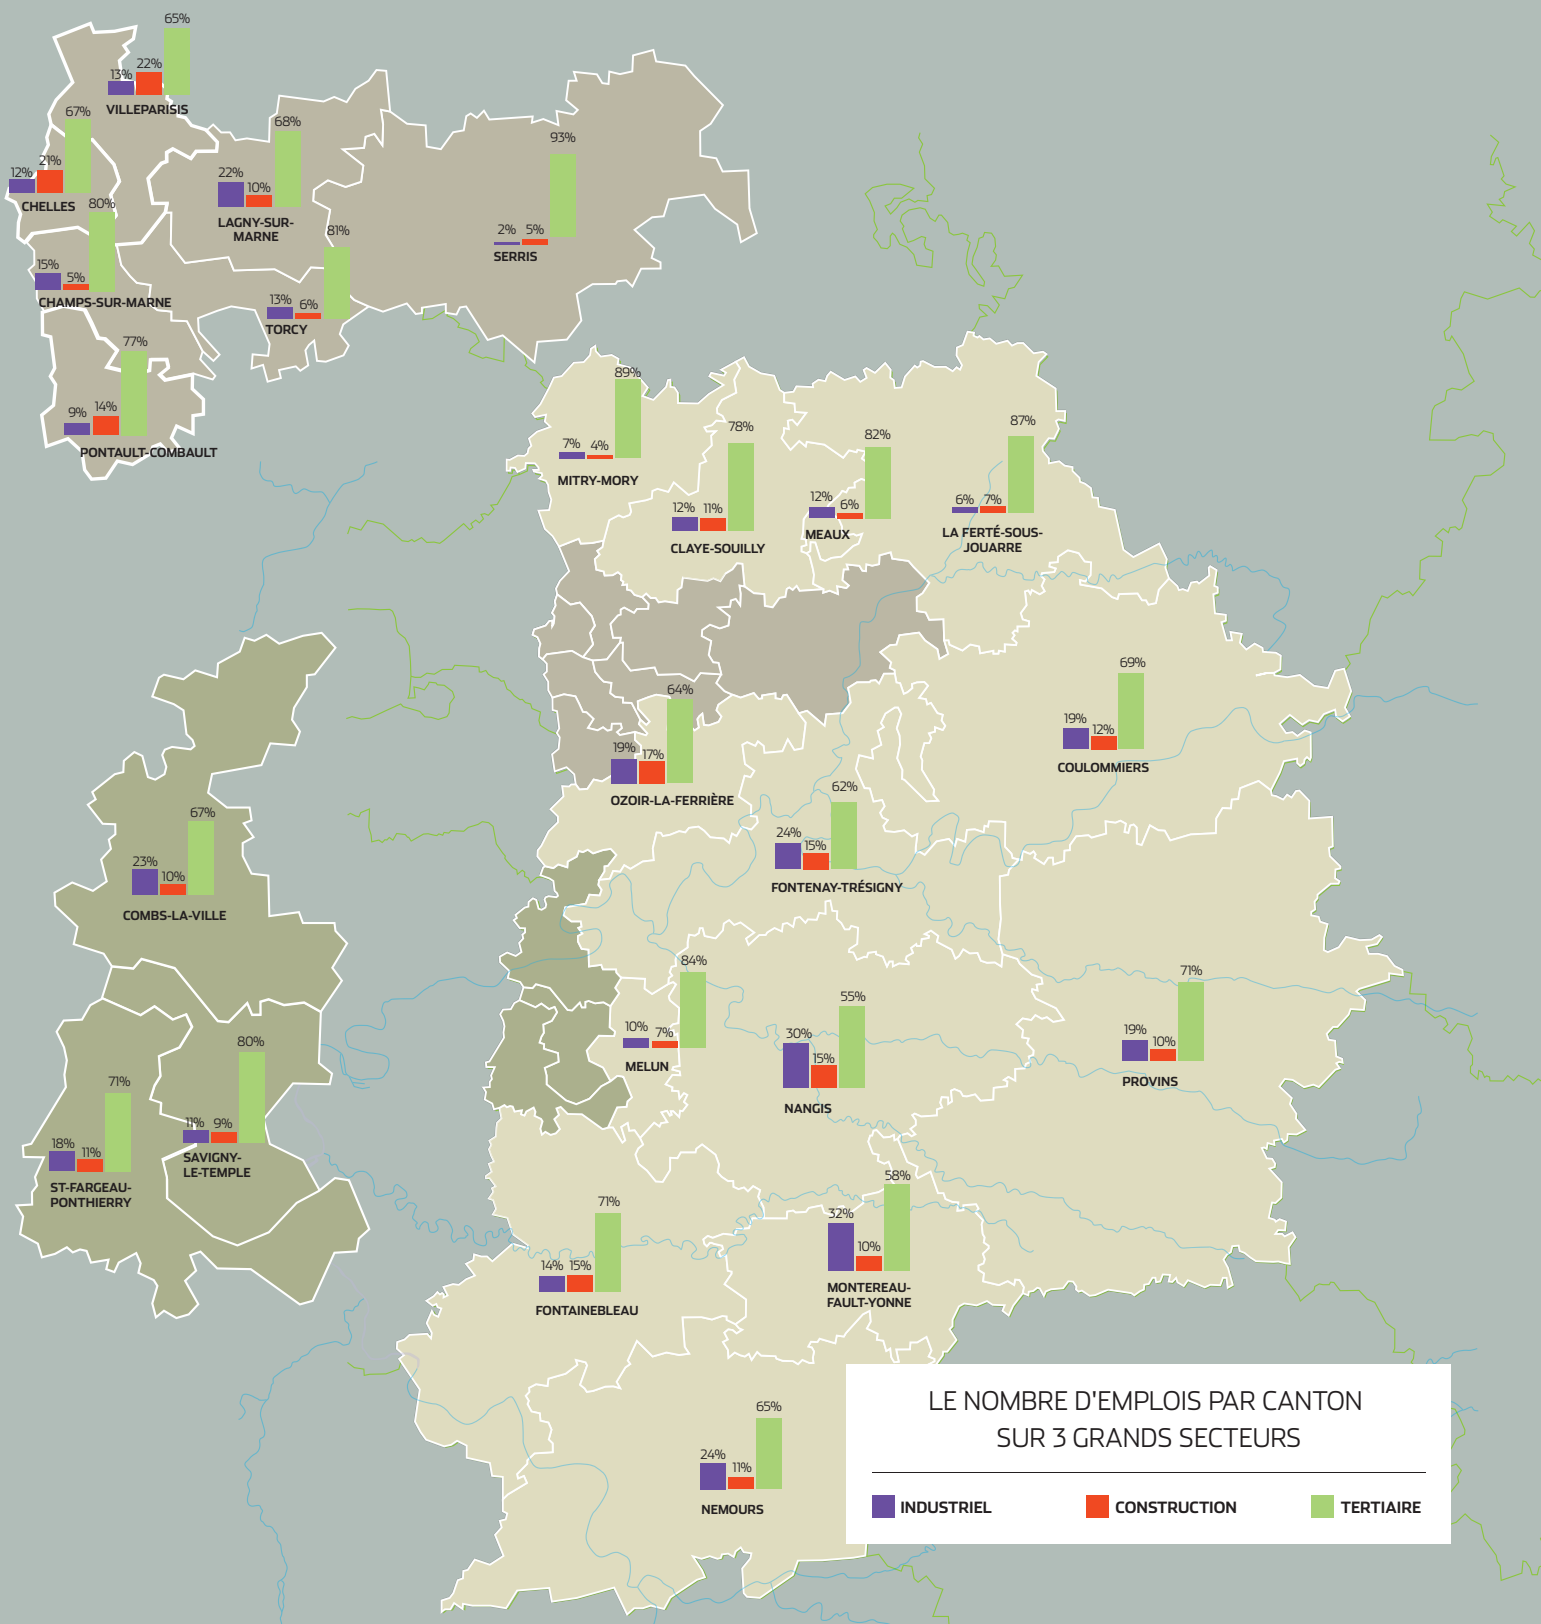 65%
22%
13%
VILLEPARISIS
67%
21%
12%
CHELLES
68%
22%
10%
LAGNY-SUR-
MARNE
93%
2%
5%
SERRIS
80%
15%
5%
CHAMPS-SUR-MARNE
81%
13%
6%
TORCY
77%
9%
14%
PONTAULT-COMBAULT
89%
7%
4%
MITRY-MORY
78%
12%
11%
CLAYE-SOUILLY
82%
12%
6%
MEAUX
87%
6%
7%
LA FERTÉ-SOUS-
JOUARRE
69%
19%
12%
COULOMMIERS
64%
19%
17%
OZOIR-LA-FERRIÈRE
62%
24%
15%
FONTENAY-TRÉSIGNY
67%
23%
10%
COMBS-LA-VILLE
84%
10%
7%
MELUN
55%
30%
15%
NANGIS
71%
19%
10%
PROVINS
80%
11%
9%
SAVIGNY-
LE-TEMPLE
71%
18%
11%
ST-FARGEAU-
PONTHIERRY
71%
14%
15%
FONTAINEBLEAU
58%
32%
10%
MONTEREAU-
FAULT-YONNE
65%
24%
11%
NEMOURS
LE NOMBRE D'EMPLOIS PAR CANTON
SUR 3 GRANDS SECTEURS
INDUSTRIEL
CONSTRUCTION
TERTIAIRE